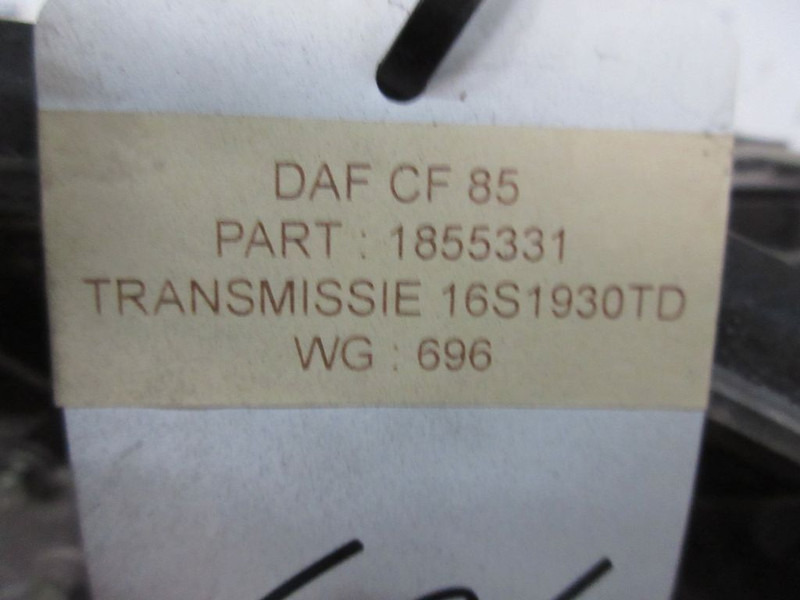 DAF CF 85
PART : 1855331
TRANSMISSIE 16S1930TD
WG : 696